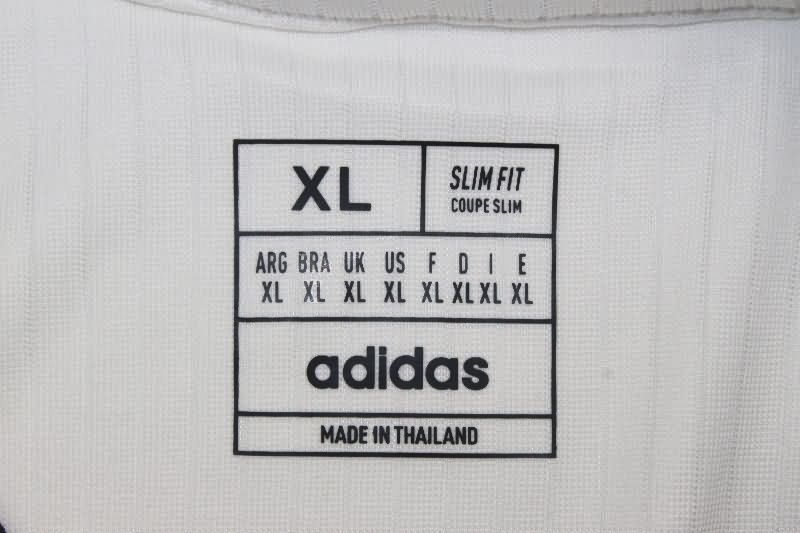 XL
SLIM FIT
COUPE SLIM
ARG BRA UK US F D I E
XL XL XL XL XL XL XL XL
adidas
MADE IN THAILAND